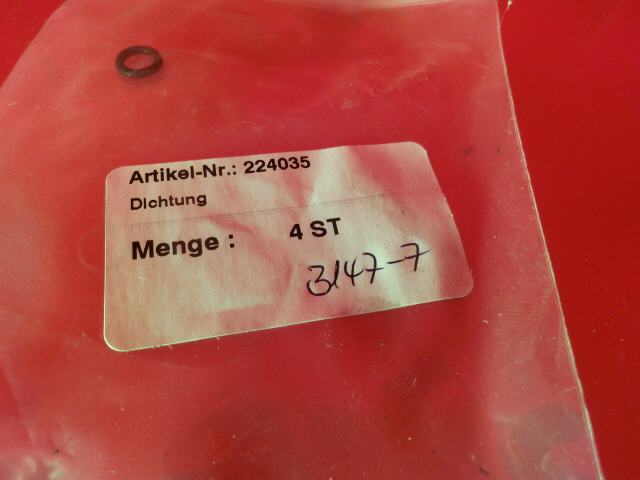 Artikel-Nr.: 224035
Dichtung
Menge : 4 ST
3147-7